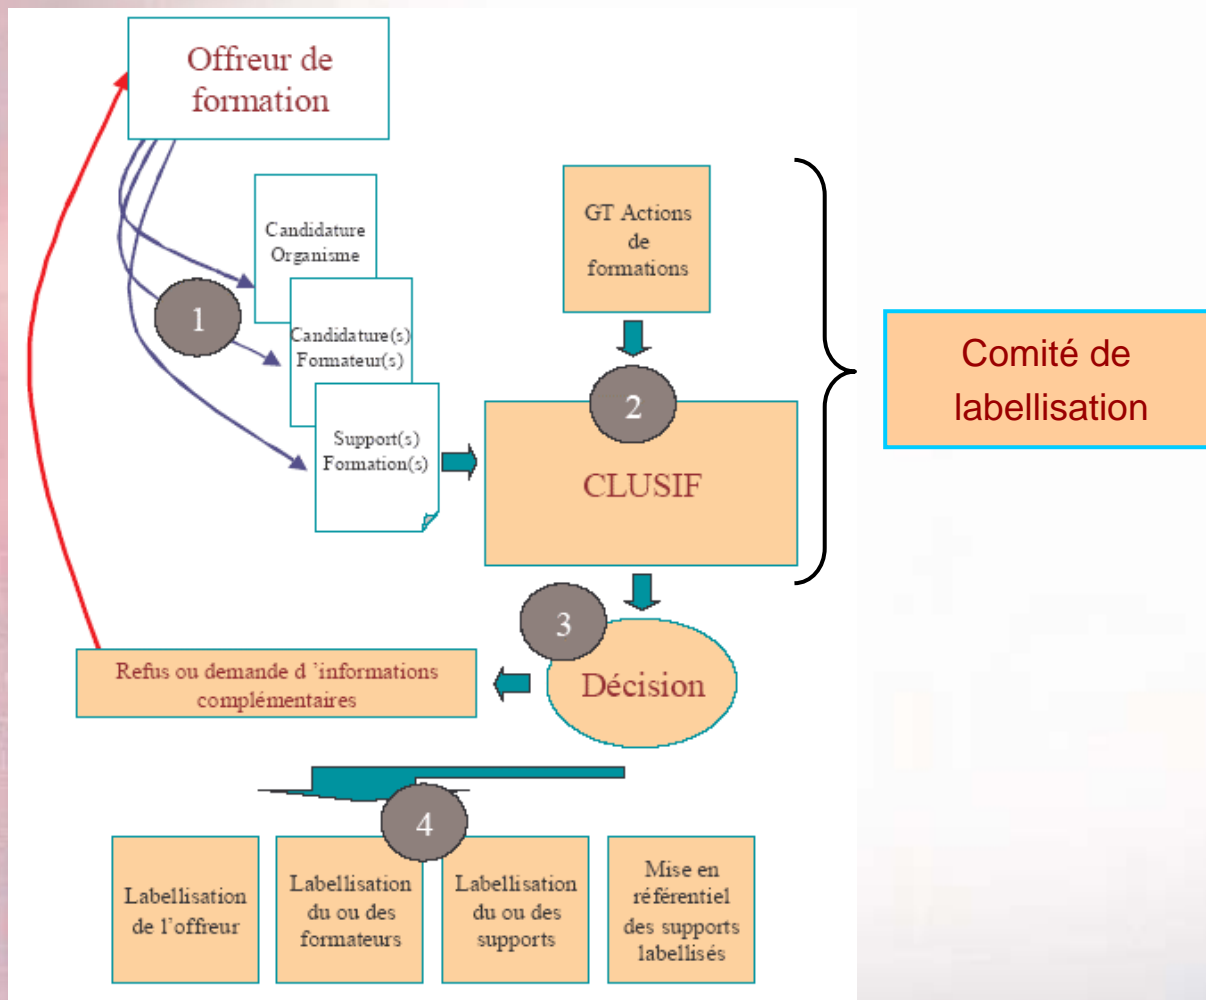 Offreur de
formation
Candidature
Organisme
1
Candidature(s)
Formateur(s)
Support(s)
Formation(s)
GT Actions
de
formations
2
CLUSIF
Comité de
labellisation
3
Décision
Refus ou demande d ’informations
complémentaires
4
Labellisation
de l’offreur
Labellisation
du ou des
formateurs
Labellisation
du ou des
supports
Mise en
référentiel
des supports
labellisés